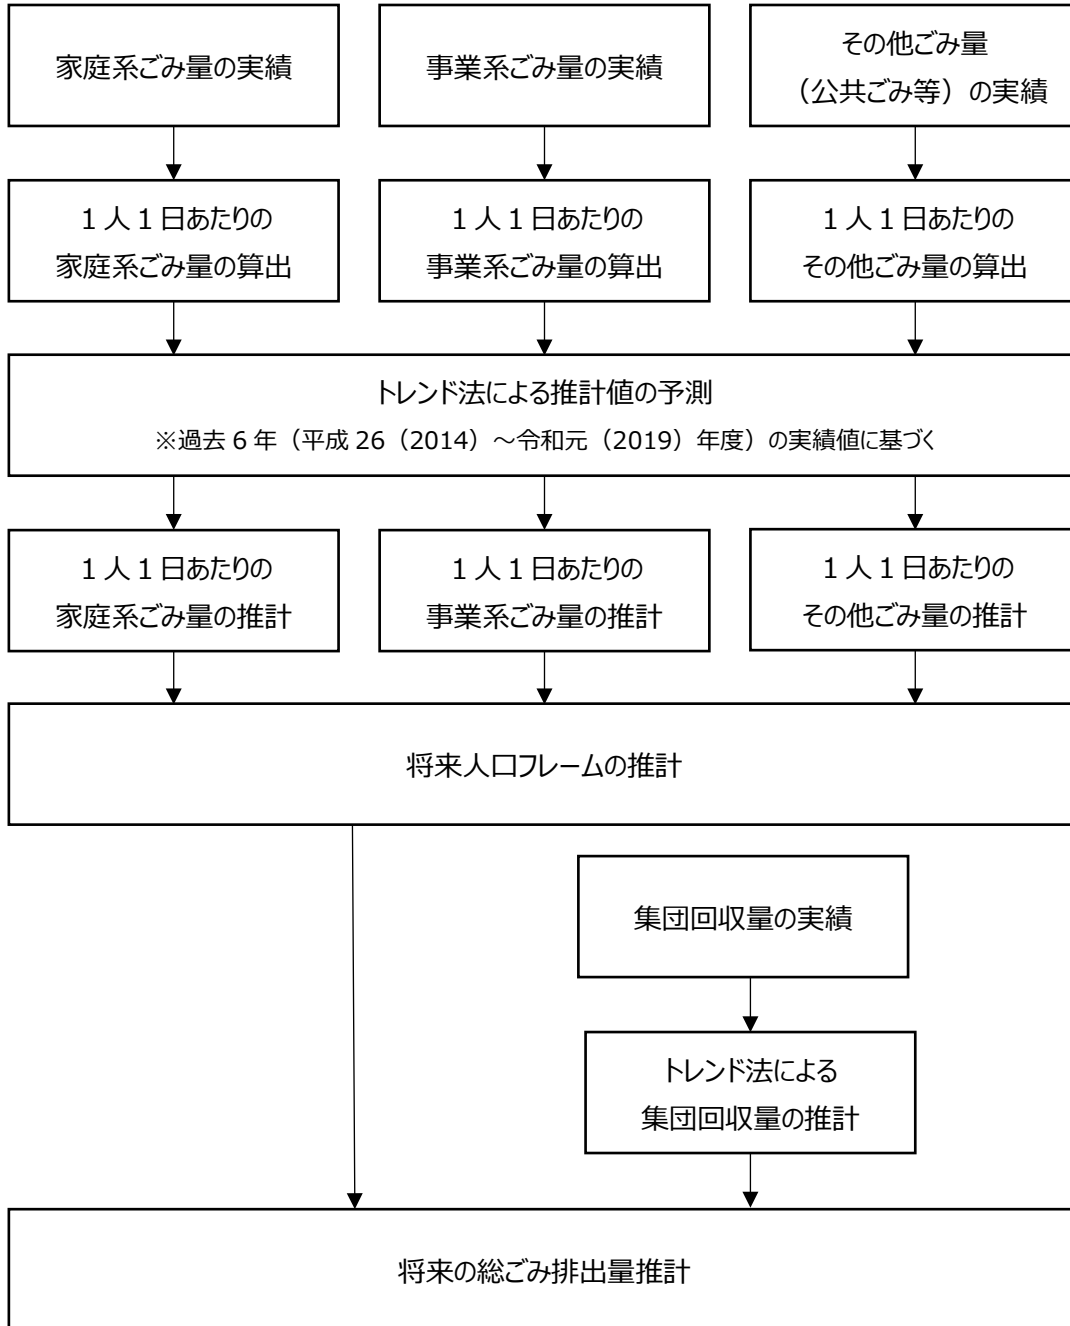 家庭系ごみ量の実績
事業系ごみ量の実績
その他ごみ量
（公共ごみ等）の実績
1 人 1 日あたりの
家庭系ごみ量の算出
1 人 1 日あたりの
事業系ごみ量の算出
1 人 1 日あたりの
その他ごみ量の算出
トレンド法による推計値の予測
※過去 6 年（平成 26（2014）～令和元（2019）年度）の実績値に基づく
1 人 1 日あたりの
家庭系ごみ量の推計
1 人 1 日あたりの
事業系ごみ量の推計
1 人 1 日あたりの
その他ごみ量の推計
将来人口フレームの推計
集団回収量の実績
トレンド法による
集団回収量の推計
将来の総ごみ排出量推計